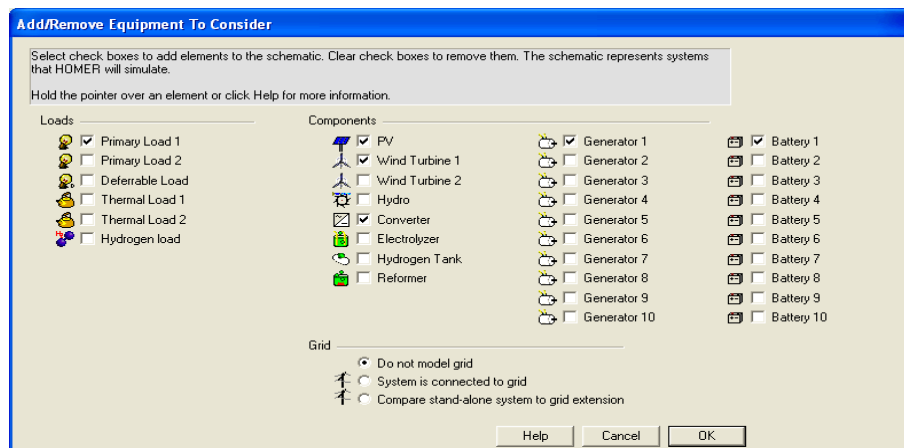 Add/Remove Equipment To Consider
Select check boxes to add elements to the schematic. Clear check boxes to remove them. The schematic represents systems
that HOMER will simulate.
Hold the pointer over an element or click Help for more information.
Loads
Primary Load 1
Primary Load 2
Deferrable Load
Thermal Load 1
Thermal Load 2
Hydrogen load
Components
PV
Wind Turbine 1
Wind Turbine 2
Hydro
Converter
Electrolyzer
Hydrogen Tank
Reformer
Generator 1
Generator 2
Generator 3
Generator 4
Generator 5
Generator 6
Generator 7
Generator 8
Generator 9
Generator 10
Battery 1
Battery 2
Battery 3
Battery 4
Battery 5
Battery 6
Battery 7
Battery 8
Battery 9
Battery 10
Grid
Do not model grid
System is connected to grid
Compare stand-alone system to grid extension
Help
Cancel
OK